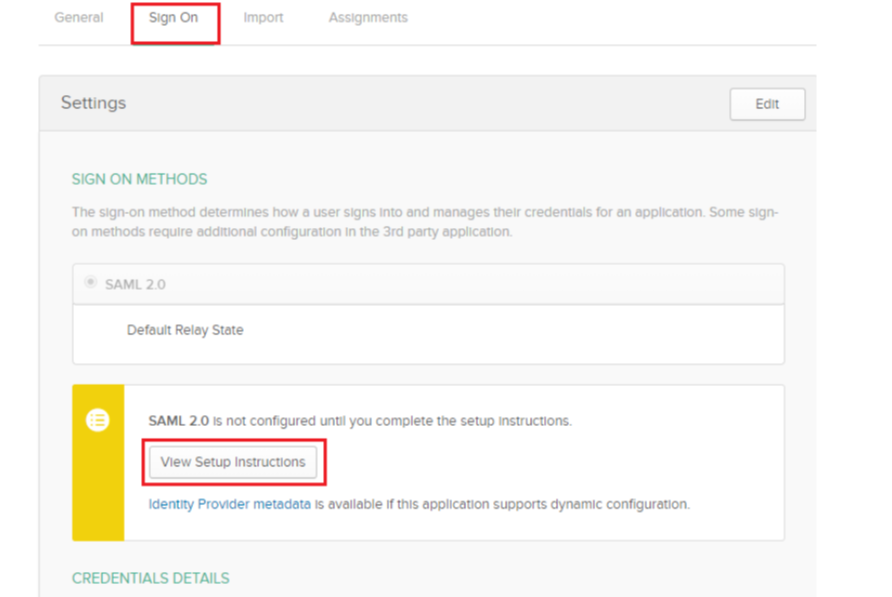 General Sign On Import Assignments
Settings Edit
SIGN ON METHODS
The sign-on method determines how a user signs into and manages their credentials for an application. Some sign-
on methods require additional configuration in the 3rd party application.
SAML 2.0
Default Relay State
SAML 2.0 is not configured until you complete the setup instructions.
View Setup Instructions
Identity Provider metadata is available if this application supports dynamic configuration.
CREDENTIALS DETAILS